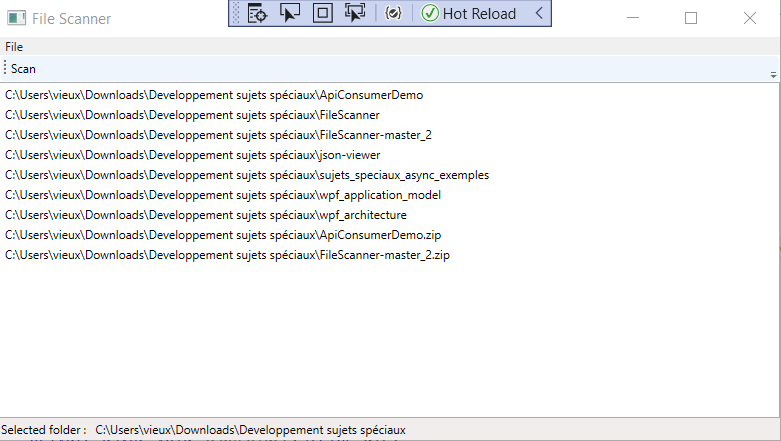 File Scanner
Hot Reload
File
Scan
C:\Users\vieux\Downloads\Developpement sujets spéciaux\ApiConsumerDemo
C:\Users\vieux\Downloads\Developpement sujets spéciaux\FileScanner
C:\Users\vieux\Downloads\Developpement sujets spéciaux\FileScanner-master_2
C:\Users\vieux\Downloads\Developpement sujets spéciaux\json-viewer
C:\Users\vieux\Downloads\Developpement sujets spéciaux\sujets_speciaux_async_exemples
C:\Users\vieux\Downloads\Developpement sujets spéciaux\wpf_application_model
C:\Users\vieux\Downloads\Developpement sujets spéciaux\wpf_architecture
C:\Users\vieux\Downloads\Developpement sujets spéciaux\ApiConsumerDemo.zip
C:\Users\vieux\Downloads\Developpement sujets spéciaux\FileScanner-master_2.zip
Selected folder : C:\Users\vieux\Downloads\Developpement sujets spéciaux